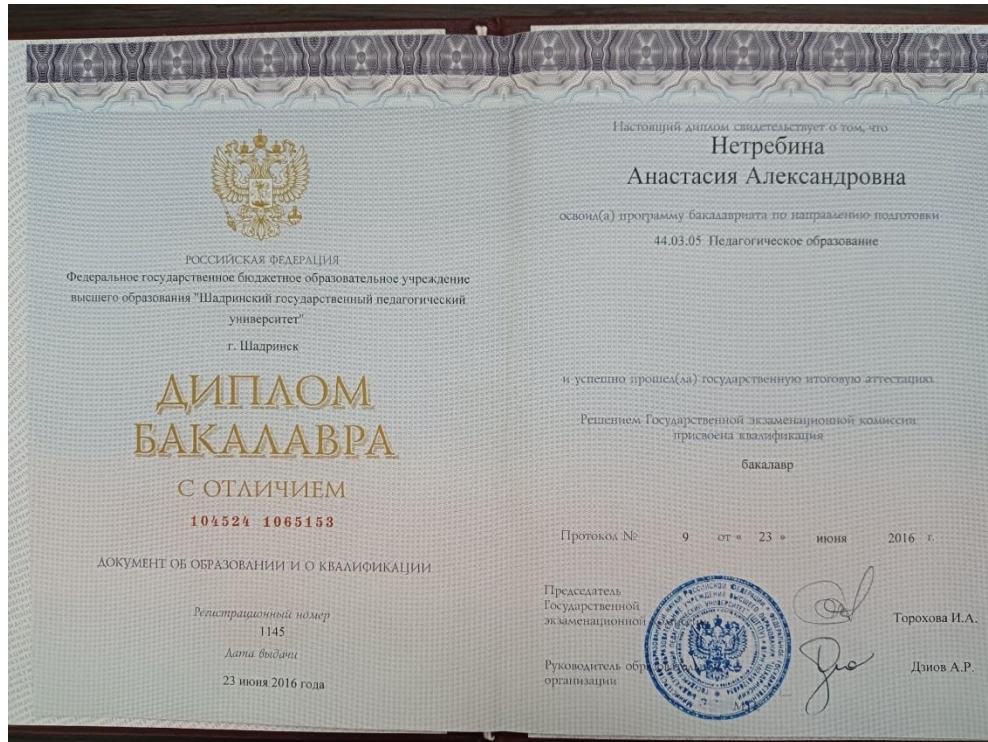 РОССИЙСКАЯ ФЕДЕРАЦИЯ
Федеральное государственное бюджетное образовательное учреждение
высшего образования "Шадринский государственный педагогический
университет"
г. Шадринск
ДИПЛОМ
БАКАЛАВРА
С ОТЛИЧИЕМ
104524 1065153
ДОКУМЕНТ ОБ ОБРАЗОВАНИИ И О КВАЛИФИКАЦИИ
Регистрационный номер
1145
Дата выдачи
23 июня 2016 года
Настоящий диплом свидетельствует о том, что
Нетребина
Анастасия Александровна
освоил(а) программу бакалавриата по направлению подготовки
44.03.05 Педагогическое образование
и успешно прошел(ла) государственную итоговую аттестацию
Решением Государственной экзаменационной комиссии
присвоена квалификация
бакалавр
Протокол № 9 от « 23 » июня 2016 г.
Председатель
Государственной
экзаменационной
Торохова И.А.
Руководитель
организации
Дзиов А.Р.